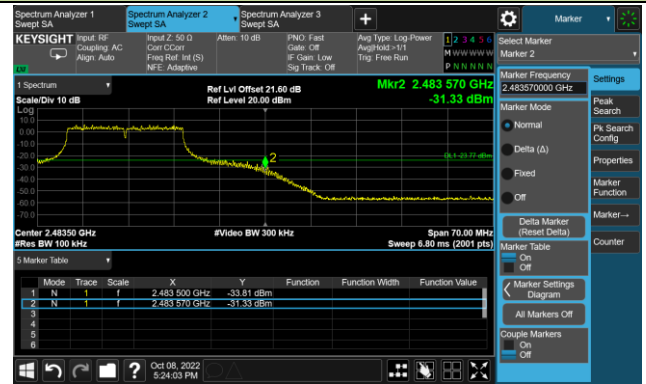 Spectrum Analyzer 1
Swept SA
Spectrum Analyzer 2
Swept SA
Spectrum Analyzer 3
Swept SA
Marker
KEYSIGHT
Input: RF
Coupling: AC
Align: Auto
Input Z: 50 Ω
Corr CCorr
Freq Ref: Int (S)
NFE: Adaptive
Atten: 10 dB
PNO: Fast
Gate: Off
IF Gain: Low
Sig Track: Off
Avg Type: Log-Power
Avg|Hold:>1/1
Trig: Free Run
1 2 3 4 5 6
M W W W W W
P N N N N N
Select Marker
Marker 2
1 Spectrum
Scale/Div 10 dB
Log
Ref Lvl Offset 21.60 dB
Ref Level 20.00 dBm
Mkr2 2.483 570 GHz
-31.33 dBm
10.0
0.00
-10.0
-20.0
-30.0
-40.0
-50.0
-60.0
-70.0
2
DL1 -23.77 dBm
Center 2.48350 GHz
#Res BW 100 kHz
#Video BW 300 kHz
Span 70.00 MHz
Sweep 6.80 ms (2001 pts)
5 Marker Table
Mode Trace Scale X Y Function Function Width Function Value
1 N 1 f 2.483 500 GHz -33.81 dBm
2 N 1 f 2.483 570 GHz -31.33 dBm
3
4
5
6
Marker Frequency
2.483570000 GHz
Marker Mode
Normal
Delta (Δ)
Fixed
Off
Delta Marker
(Reset Delta)
Marker Table
On
Off
Marker Settings
Diagram
All Markers Off
Couple Markers
On
Off
Settings
Peak
Search
Pk Search
Config
Properties
Marker
Function
Marker→
Counter
?
Oct 08, 2022
5:24:03 PM